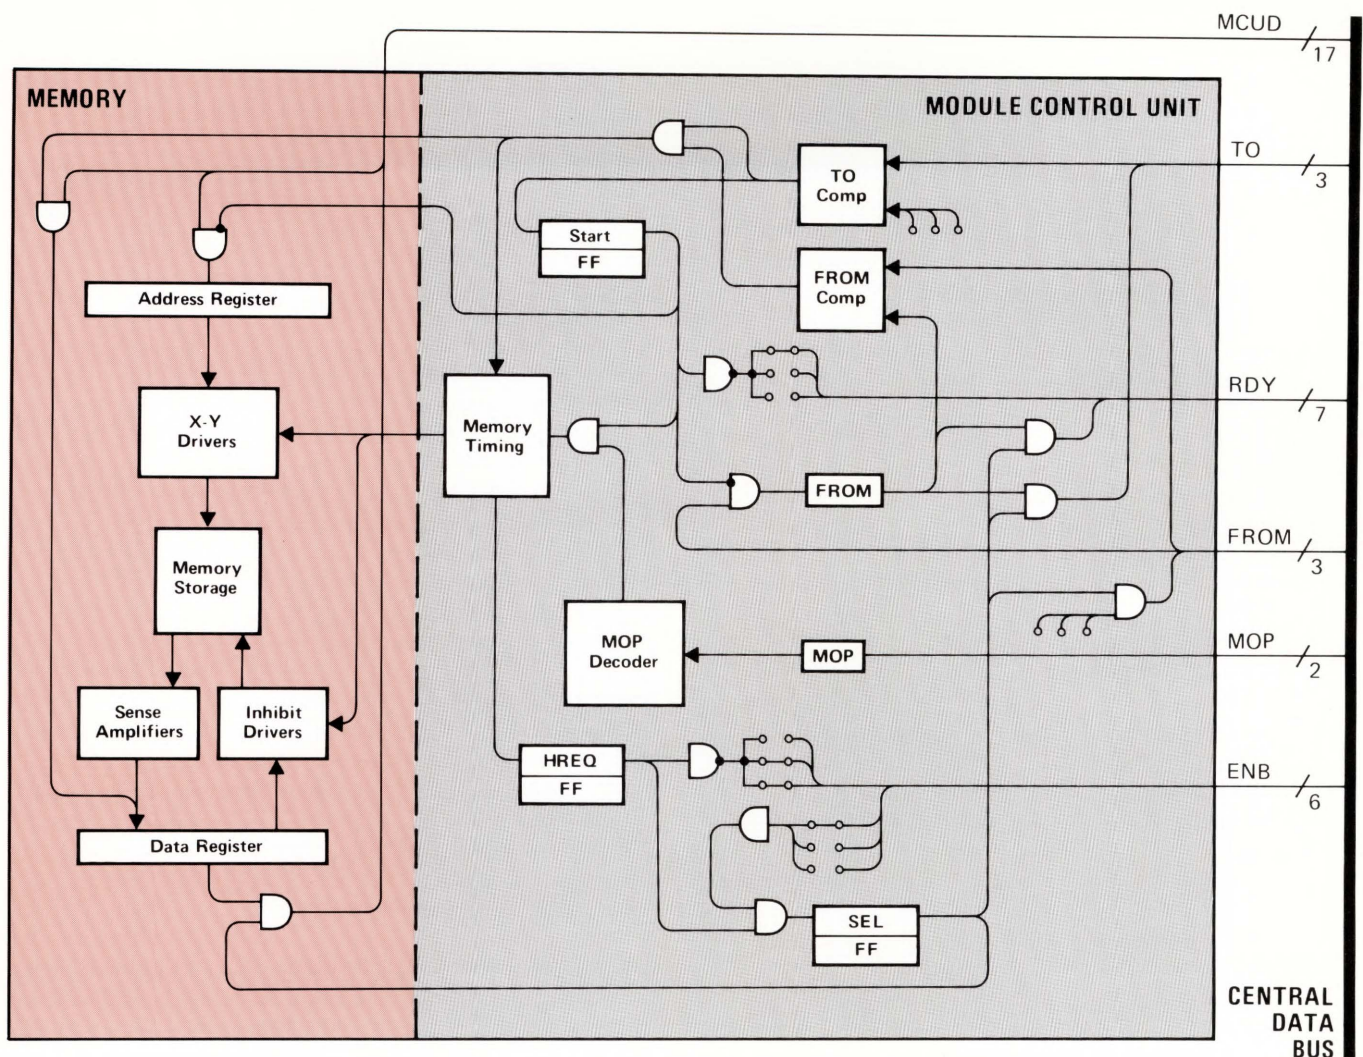 MCUD
17
MEMORY
MODULE CONTROL UNIT
TO
3
TO
Comp
Start
FF
FROM
Comp
Address Register
RDY
7
X-Y
Drivers
Memory
Timing
FROM
FROM
3
Memory
Storage
MOP
Decoder
MOP
MOP
2
Sense
Amplifiers
Inhibit
Drivers
HREQ
FF
ENB
6
Data Register
SEL
FF
CENTRAL
DATA
BUS